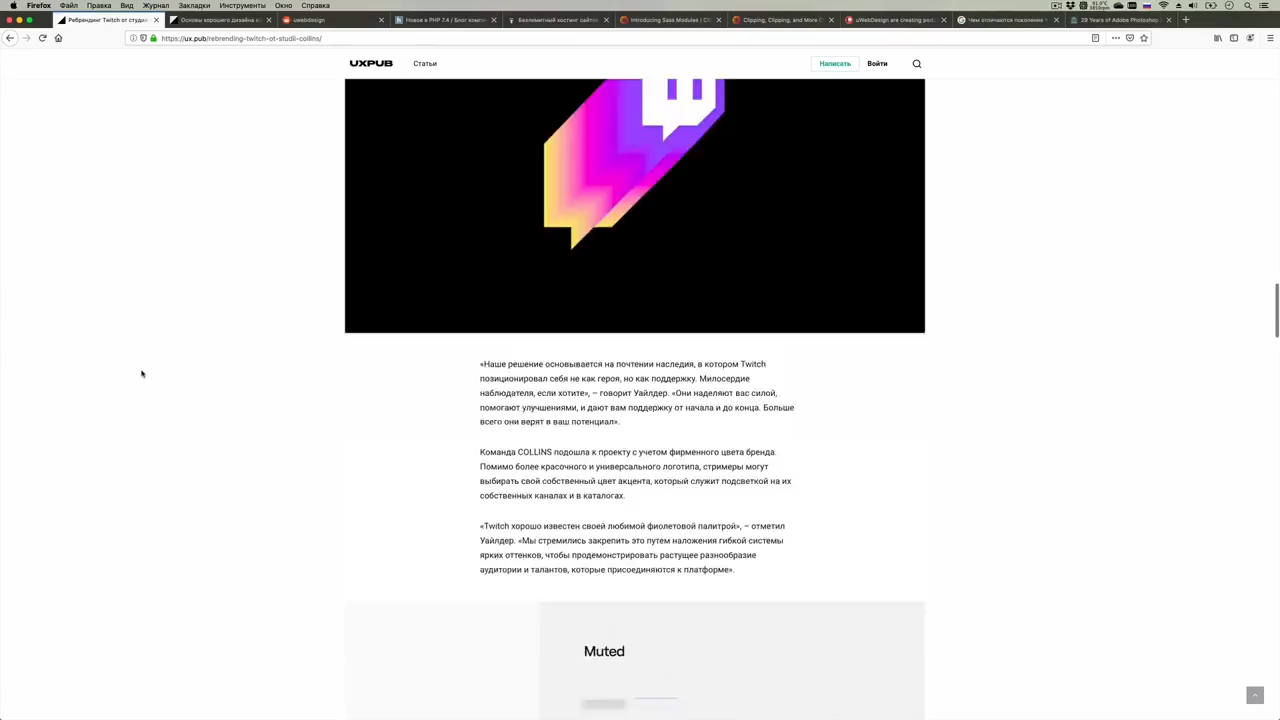 Firefox Файл Правка Вид Журнал Закладки Инструменты Окно Справка
Ребрендинг Twitch от студии
Основы хорошего дизайна
uwebdesign
Новое в PHP 7.4 / Блог компан
Безлимитный хостинг сайтов
Introducing Sass Modules | CS
Clipping, Clipping, and More C
uWebDesign are creating podc
Чем отличаются поколения
29 Years of Adobe Photoshop
https://ux.pub/rebrending-twitch-ot-studii-collins/
UXPUB
Статьи
Написать
Войти
«Наше решение основывается на почтении наследия, в котором Twitch
позиционировал себя не как героя, но как поддержку. Милосердие
наблюдателя, если хотите», – говорит Уайлдер. «Они наделяют вас силой,
помогают улучшениями, и дают вам поддержку от начала и до конца. Больше
всего они верят в ваш потенциал».
Команда COLLINS подошла к проекту с учетом фирменного цвета бренда.
Помимо более красочного и универсального логотипа, стримеры могут
выбирать свой собственный цвет акцента, который служит подсветкой на их
собственных каналах и в каталогах.
«Twitch хорошо известен своей любимой фиолетовой палитрой», – отметил
Уайлдер. «Мы стремились закрепить это путем наложения гибкой системы
ярких оттенков, чтобы продемонстрировать растущее разнообразие
аудитории и талантов, которые присоединяются к платформе».
Muted